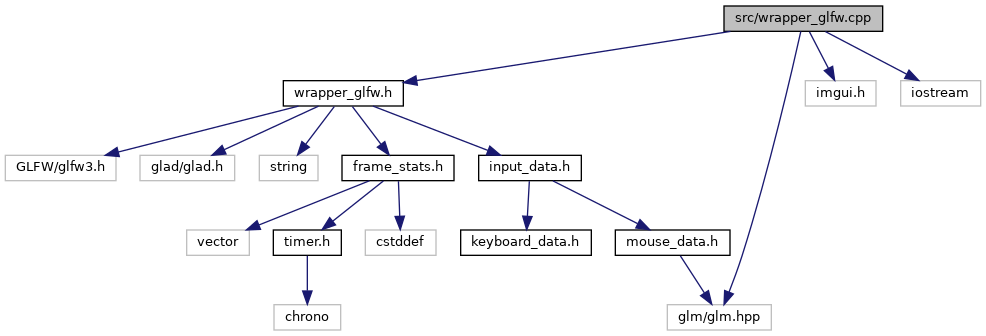 src/wrapper_glfw.cpp
wrapper_glfw.h
imgui.h
iostream
GLFW/glfw3.h
glad/glad.h
string
frame_stats.h
input_data.h
vector
timer.h
cstddef
keyboard_data.h
mouse_data.h
chrono
glm/glm.hpp